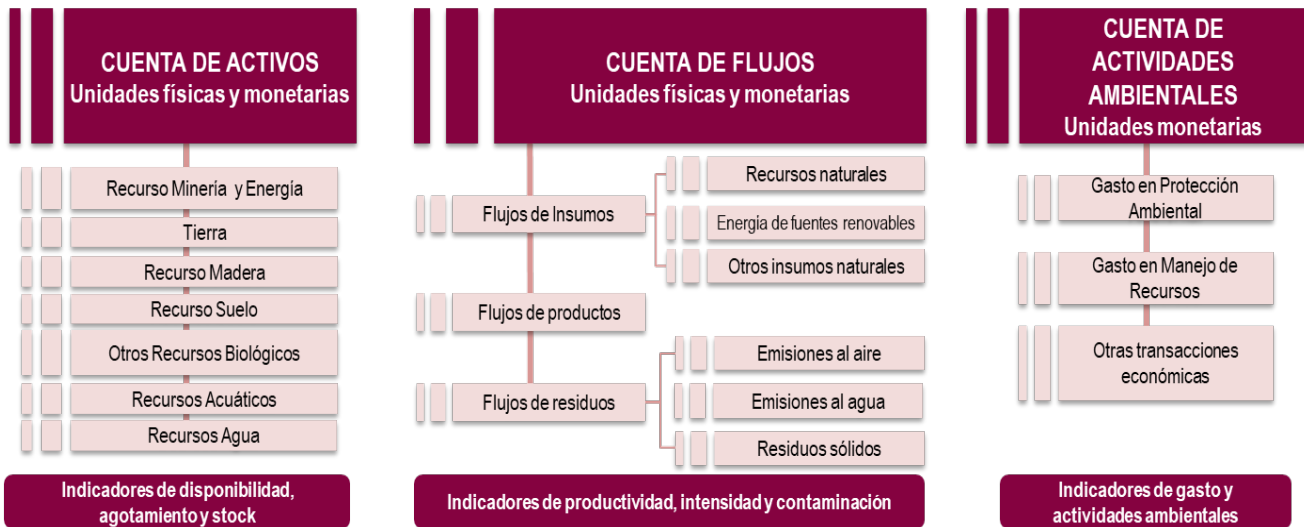 CUENTA DE ACTIVOS
Unidades físicas y monetarias
Recurso Minería y Energía
Tierra
Recurso Madera
Recurso Suelo
Otros Recursos Biológicos
Recursos Acuáticos
Recursos Agua
Indicadores de disponibilidad,
agotamiento y stock
CUENTA DE FLUJOS
Unidades físicas y monetarias
Flujos de Insumos
Recursos naturales
Energía de fuentes renovables
Otros insumos naturales
Flujos de productos
Flujos de residuos
Emisiones al aire
Emisiones al agua
Residuos sólidos
Indicadores de productividad, intensidad y contaminación
CUENTA DE
ACTIVIDADES
AMBIENTALES
Unidades monetarias
Gasto en Protección
Ambiental
Gasto en Manejo de
Recursos
Otras transacciones
económicas
Indicadores de gasto y
actividades ambientales